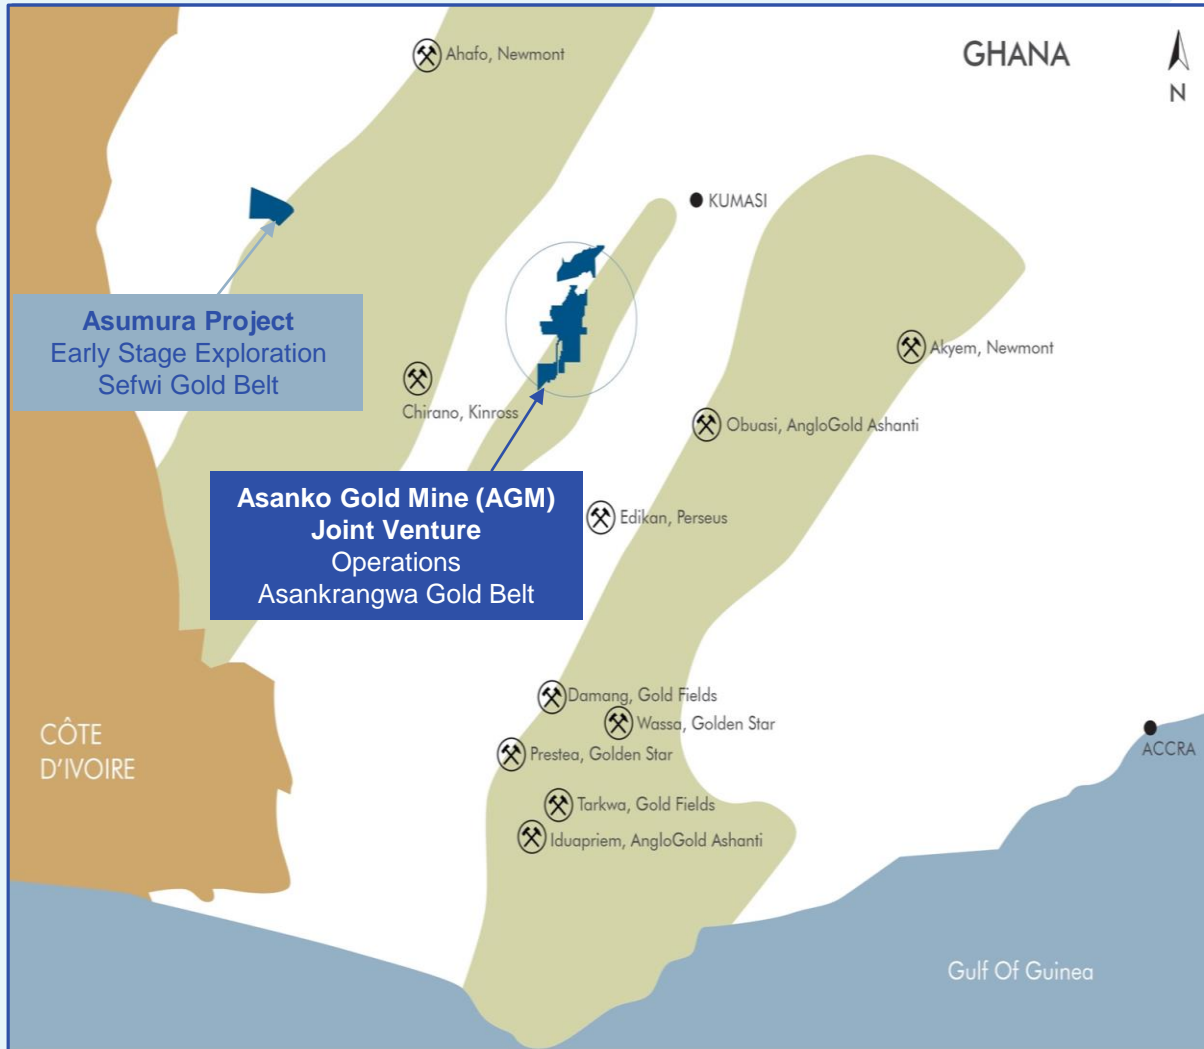 Ahafo, Newmont
GHANA
N
KUMASI
Asumura Project
Early Stage Exploration
Sefwi Gold Belt
Akyem, Newmont
Chirano, Kinross
Obuasi, AngloGold Ashanti
Asanko Gold Mine (AGM)
Joint Venture
Operations
Asankrangwa Gold Belt
Edikan, Perseus
Damang, Gold Fields
Wassa, Golden Star
Prestea, Golden Star
CÔTE
D'IVOIRE
ACCRA
Tarkwa, Gold Fields
Iduapriem, AngloGold Ashanti
Gulf Of Guinea